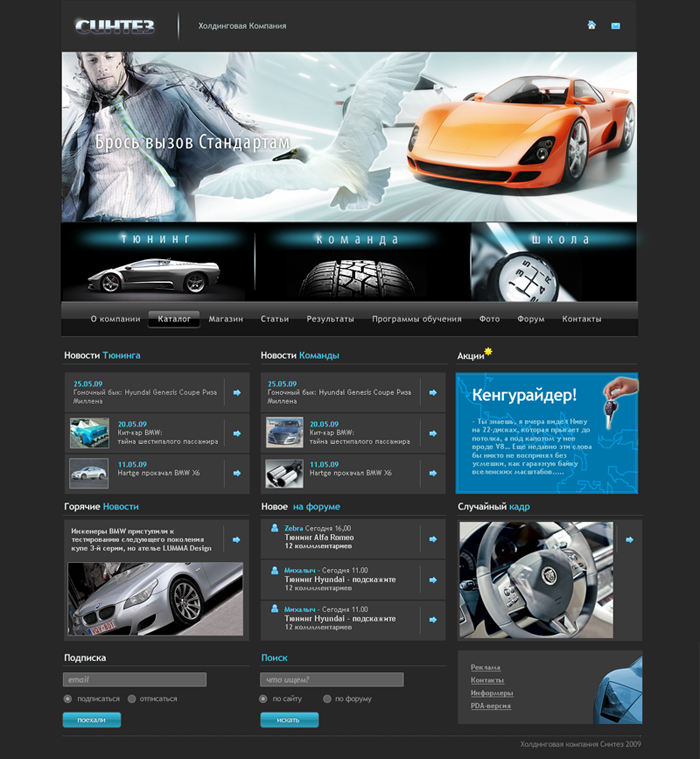 СИНТЕЗ
Холдинговая Компания
Брось вызов Стандартам
тюнинг команда школа
О компании Каталог Магазин Статьи Результаты Программы обучения Фото Форум Контакты
Новости Тюнинга
25.05.09
Гоночный бык: Hyundai Genesis Coupe Риза
Миллена
20.05.09
Кит-кар BMW:
тайна шестипалого пассажира
11.05.09
Hartge прокачал BMW X6
Новости Команды
25.05.09
Гоночный бык: Hyundai Genesis Coupe Риза
Миллена
20.05.09
Кит-кар BMW:
тайна шестипалого пассажира
11.05.09
Hartge прокачал BMW X6
Акции
Кенгурайдер!
- Ты знаешь, я вчера видел Ниву
на 22 дисках, которая прыгает до
потолка, а под капотом у нее
вроде V8... Еще недавно эти слова
бы никто не воспринял без
усмешки, как гаражную байку
вселенских масштабов.....
Горячие Новости
Инженеры BMW приступили к
тестированию следующего поколения
купе 3-й серии, но ателье LUMMA Design
Новое на форуме
Zebra Сегодня 16,00
Тюнинг Alfa Romeo
12 комментариев
Михалыч - Сегодня 11.00
Тюнинг Hyundai - подскажите
12 комментариев
Михалыч - Сегодня 11.00
Тюнинг Hyundai - подскажите
12 комментариев
Случайный кадр
Подписка
email
подписаться отписаться
поехали
Поиск
что ищем?
по сайту по форуму
искать
Реклама
Контакты
Информеры
PDA-версия
Холдинговая компания Синтез 2009